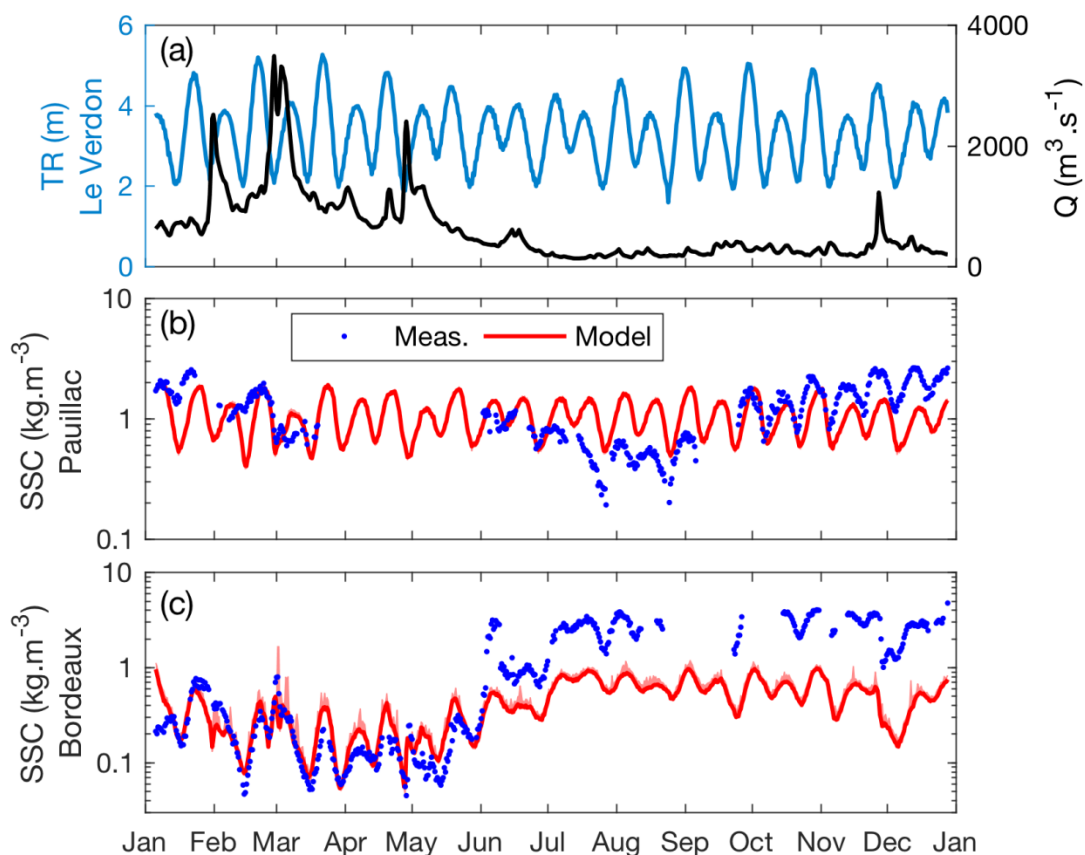 (a)
6
4
2
0
TR (m)
Le Verdon
4000
2000
0
Q (m³.s⁻¹)
(b)
Meas. Model
10
1
0.1
SSC (kg.m⁻³)
Pauillac
(c)
10
1
0.1
SSC (kg.m⁻³)
Bordeaux
Jan Feb Mar Apr May Jun Jul Aug Sep Oct Nov Dec Jan